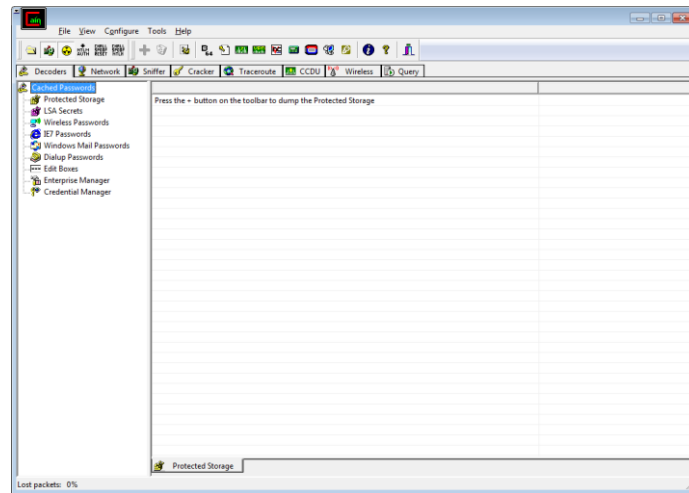 Cain
File View Configure Tools Help
Decoders Network Sniffer Cracker Traceroute CCDU Wireless Query
Cached Passwords
Protected Storage
LSA Secrets
Wireless Passwords
IE7 Passwords
Windows Mail Passwords
Dialup Passwords
Edit Boxes
Enterprise Manager
Credential Manager
Press the + button on the toolbar to dump the Protected Storage
Protected Storage
Lost packets: 0%